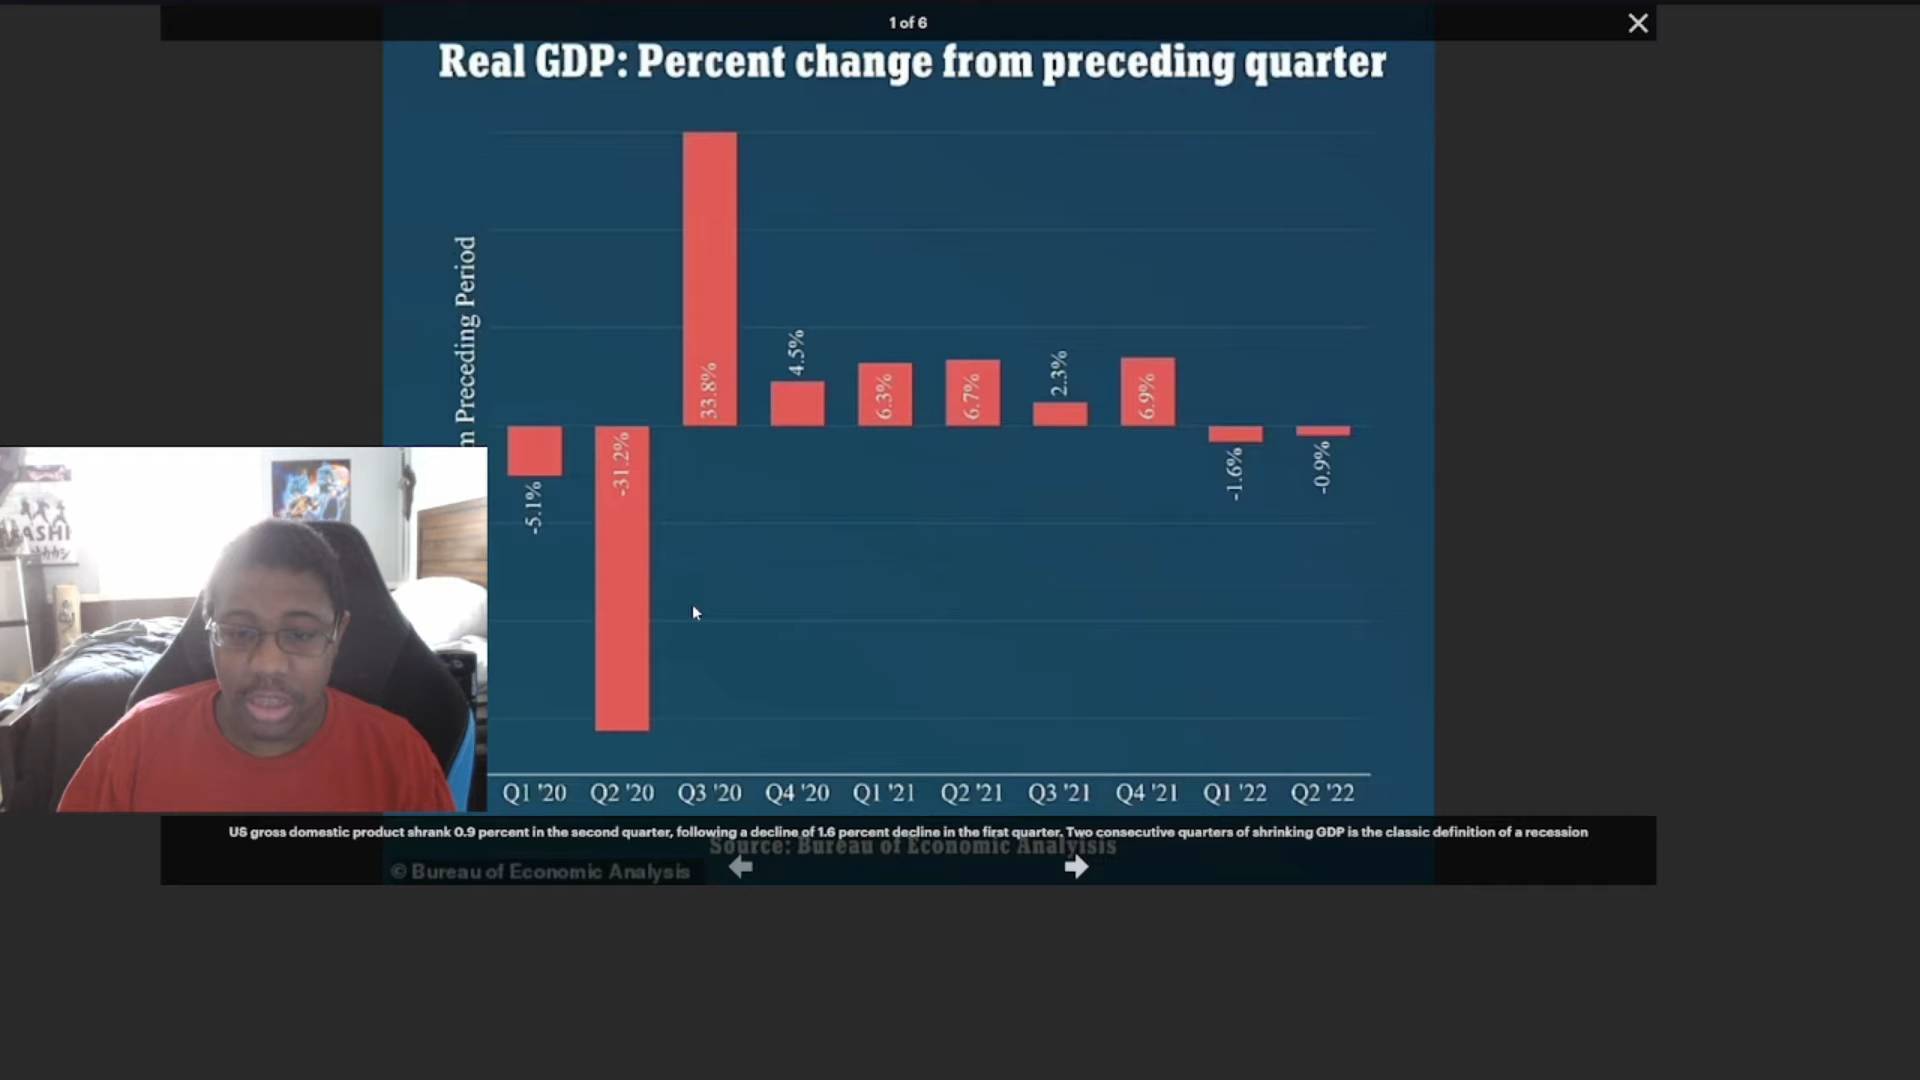 1 of 6
Real GDP: Percent change from preceding quarter
m Preceding Period
-5.1%
-31.2%
33.8%
4.5%
6.3%
6.7%
2.3%
6.9%
-1.6%
-0.9%
ASHI
Q1 '20 Q2 '20 Q3 '20 Q4 '20 Q1 '21 Q2 '21 Q3 '21 Q4 '21 Q1 '22 Q2 '22
US gross domestic product shrank 0.9 percent in the second quarter, following a decline of 1.6 percent decline in the first quarter. Two consecutive quarters of shrinking GDP is the classic definition of a recession
Source: Bureau of Economic Analyisis
© Bureau of Economic Analysis